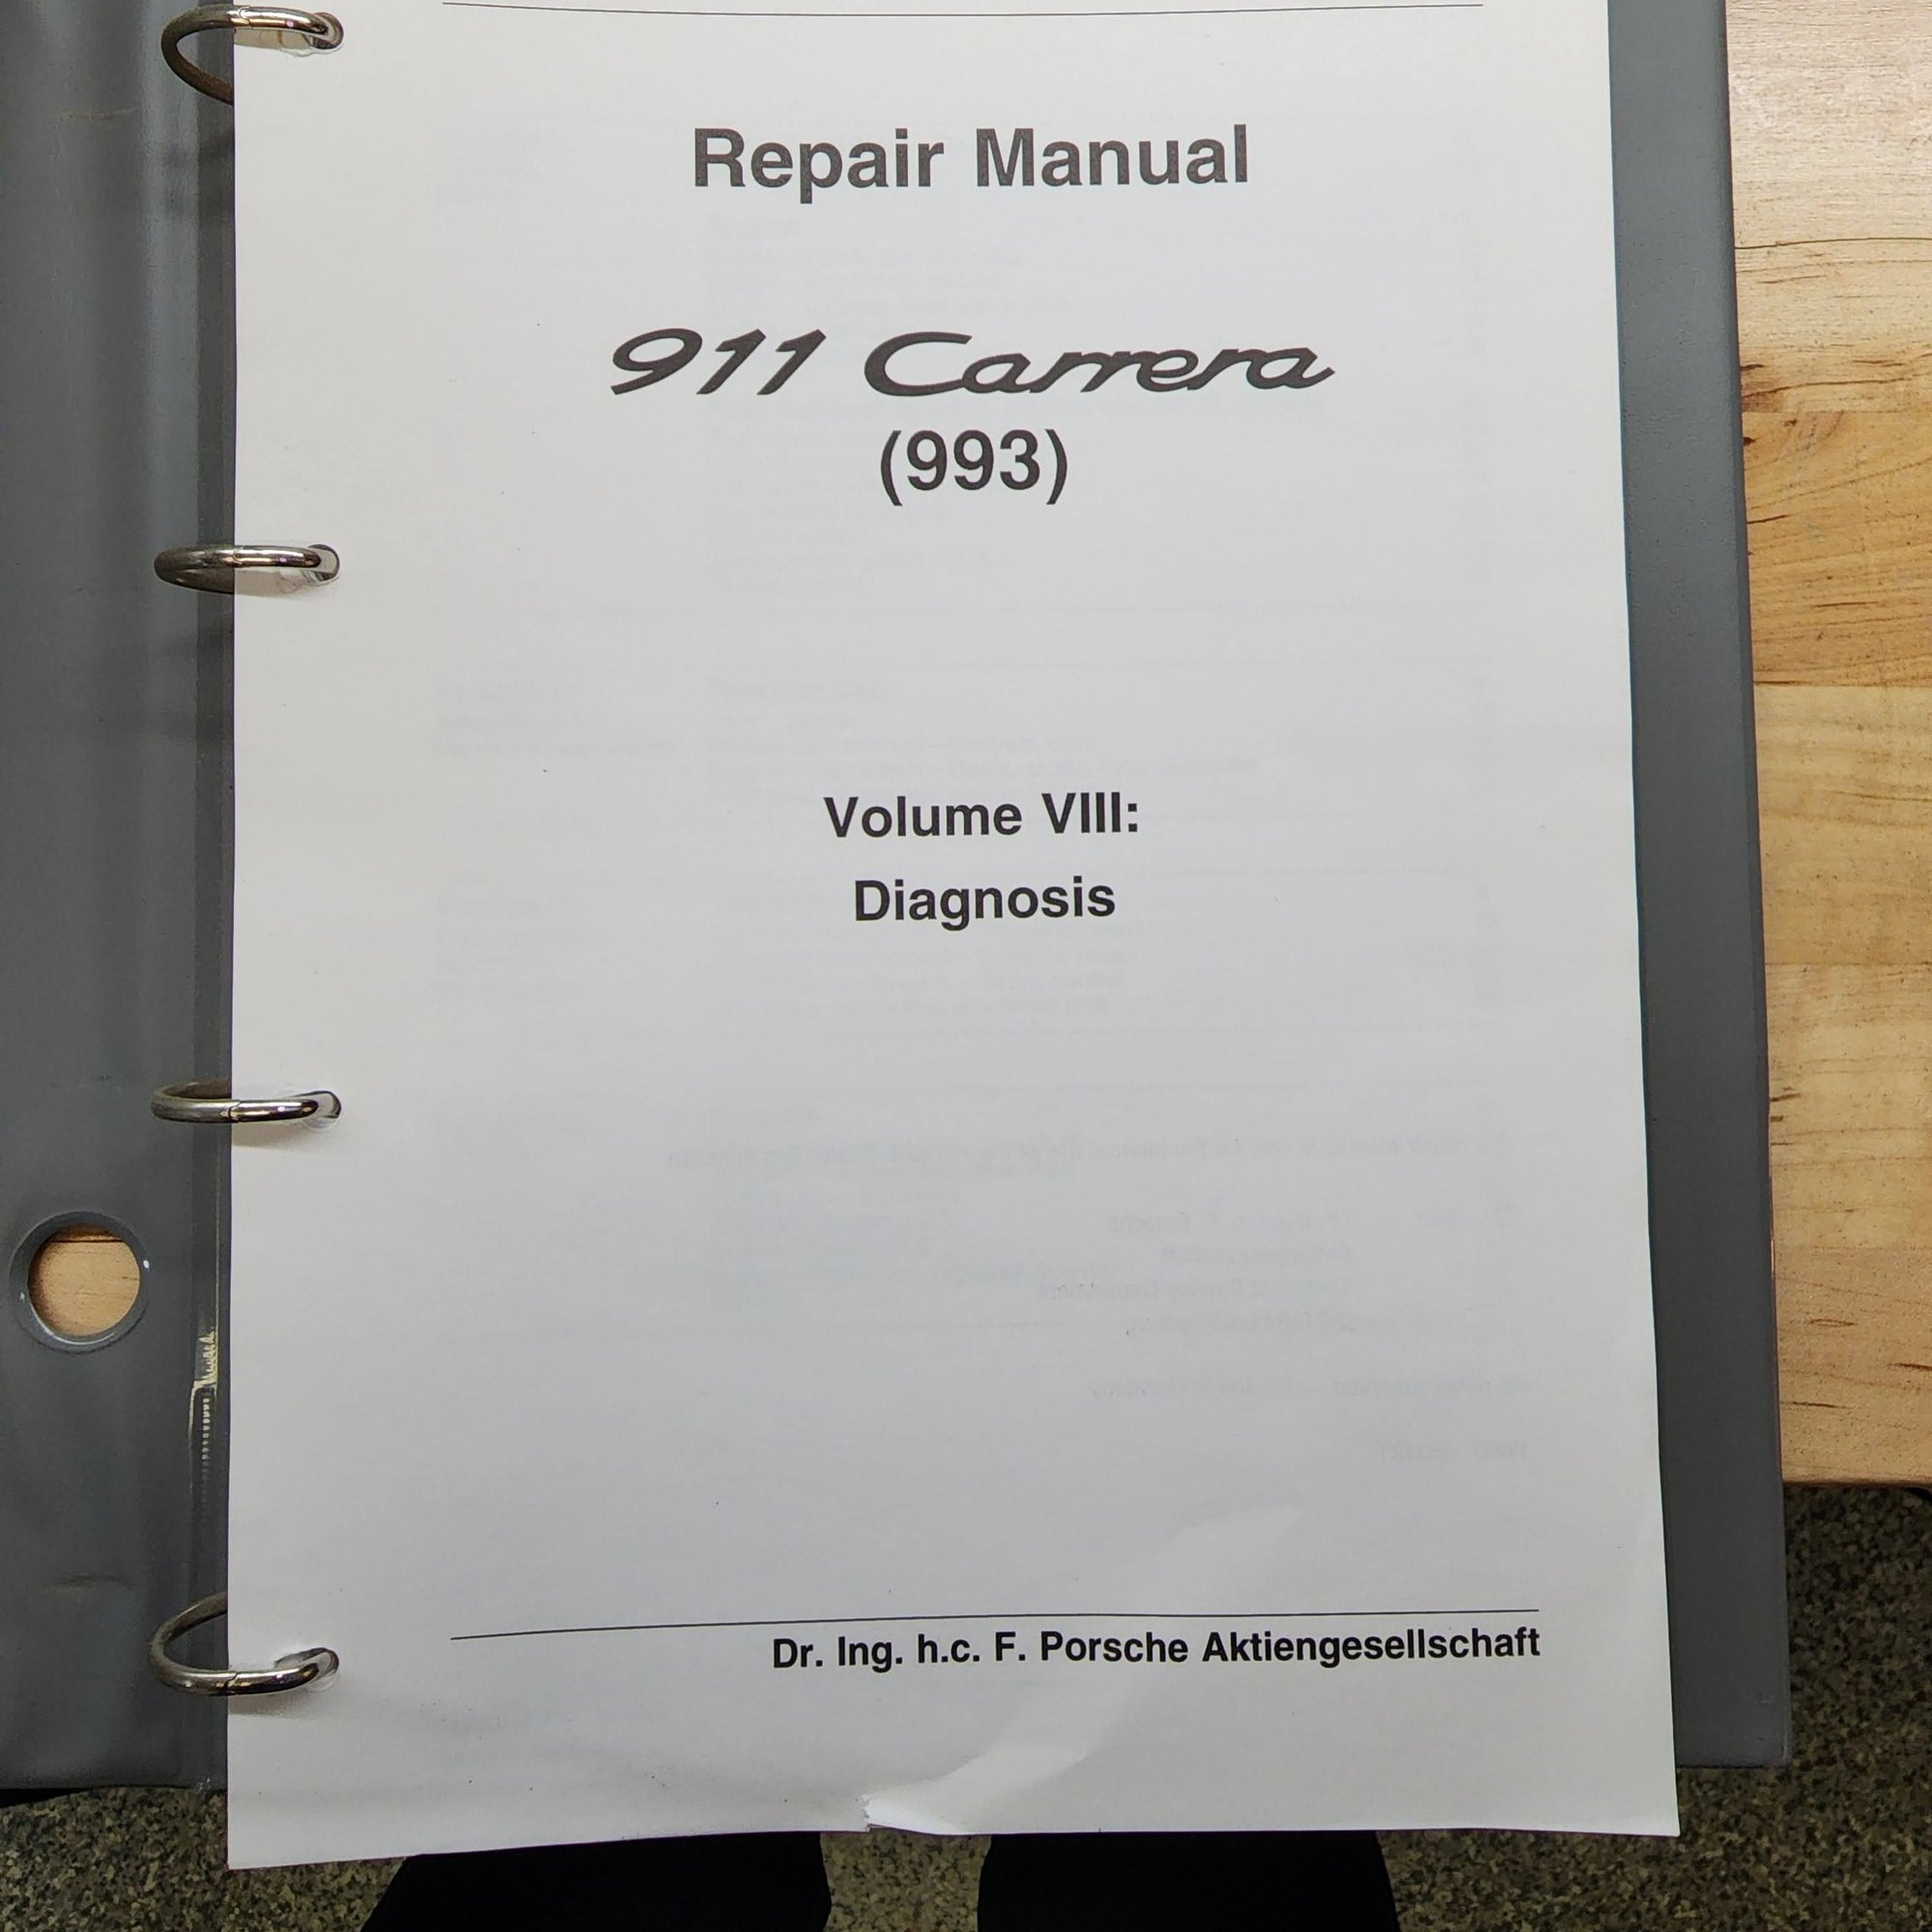 Repair Manual
911 Carrera
(993)
Volume VIII:
Diagnosis
Dr. Ing. h.c. F. Porsche Aktiengesellschaft